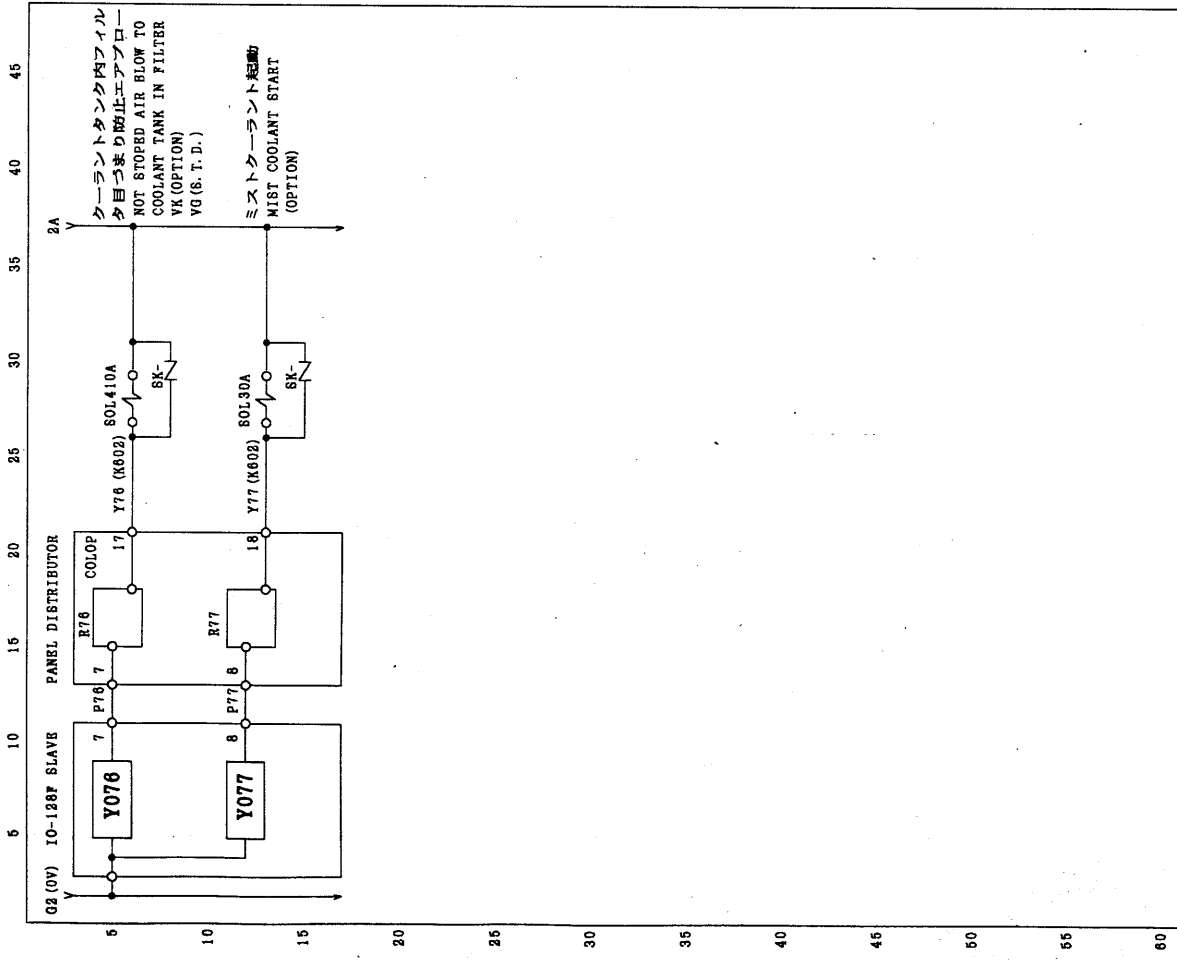 G2(0V) IO-128F SLAVE
PANEL DISTRIBUTOR
2A
Y076
7
P76
7
R76
COLOP
17
Y76(K602)
SOL410A
SK-
クーラントタンク内フィル
タ目づまり防止エアブロー
NOT STOPED AIR BLOW TO
COOLANT TANK IN FILTER
VK(OPTION)
VG(S.T.D.)
Y077
8
P77
8
R77
18
Y77(K602)
SOL30A
SK-
ミストクーラント起動
MIST COOLANT START
(OPTION)
5
10
15
20
25
30
35
40
45
5
10
15
20
25
30
35
40
45
50
55
60